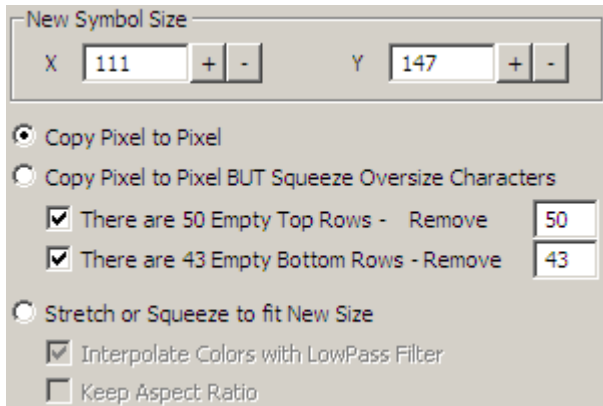 New Symbol Size
X 111 + - Y 147 + -
Copy Pixel to Pixel
Copy Pixel to Pixel BUT Squeeze Oversize Characters
There are 50 Empty Top Rows - Remove 50
There are 43 Empty Bottom Rows - Remove 43
Stretch or Squeeze to fit New Size
Interpolate Colors with LowPass Filter
Keep Aspect Ratio